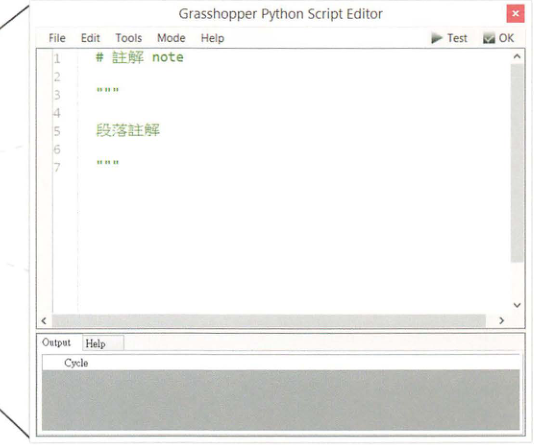 Grasshopper Python Script Editor
File Edit Tools Mode Help Test OK
1 # 註解 note
2
3 """
4
5 段落註解
6
7 """
Output Help
Cycle